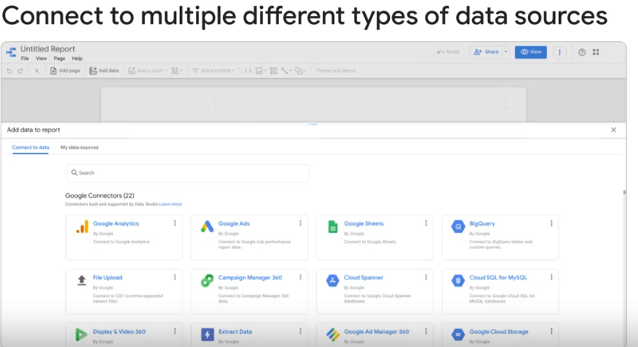 Connect to multiple different types of data sources
Untitled Report
File View Page Help
Reset
Share
View
Add page
Add data
Add a chart
Add a control
Theme and layout
Add data to report
Connect to data
My data sources
Search
Google Connectors (22)
Connectors built and supported by Data Studio Learn more
Google Analytics
By Google
Connect to Google Analytics.
Google Ads
By Google
Connect to Google Ads performance
report data.
Google Sheets
By Google
Connect to Google Sheets.
BigQuery
By Google
Connect to BigQuery tables and
custom queries.
File Upload
By Google
Connect to CSV (comma-separated
values) files.
Campaign Manager 360
By Google
Connect to Campaign Manager 360
data.
Cloud Spanner
By Google
Connect to Google Cloud Spanner
databases.
Cloud SQL for MySQL
By Google
Connect to Google Cloud SQL for
MySQL databases.
Display & Video 360
By Google
Extract Data
By Google
Google Ad Manager 360
By Google
Google Cloud Storage
By Google